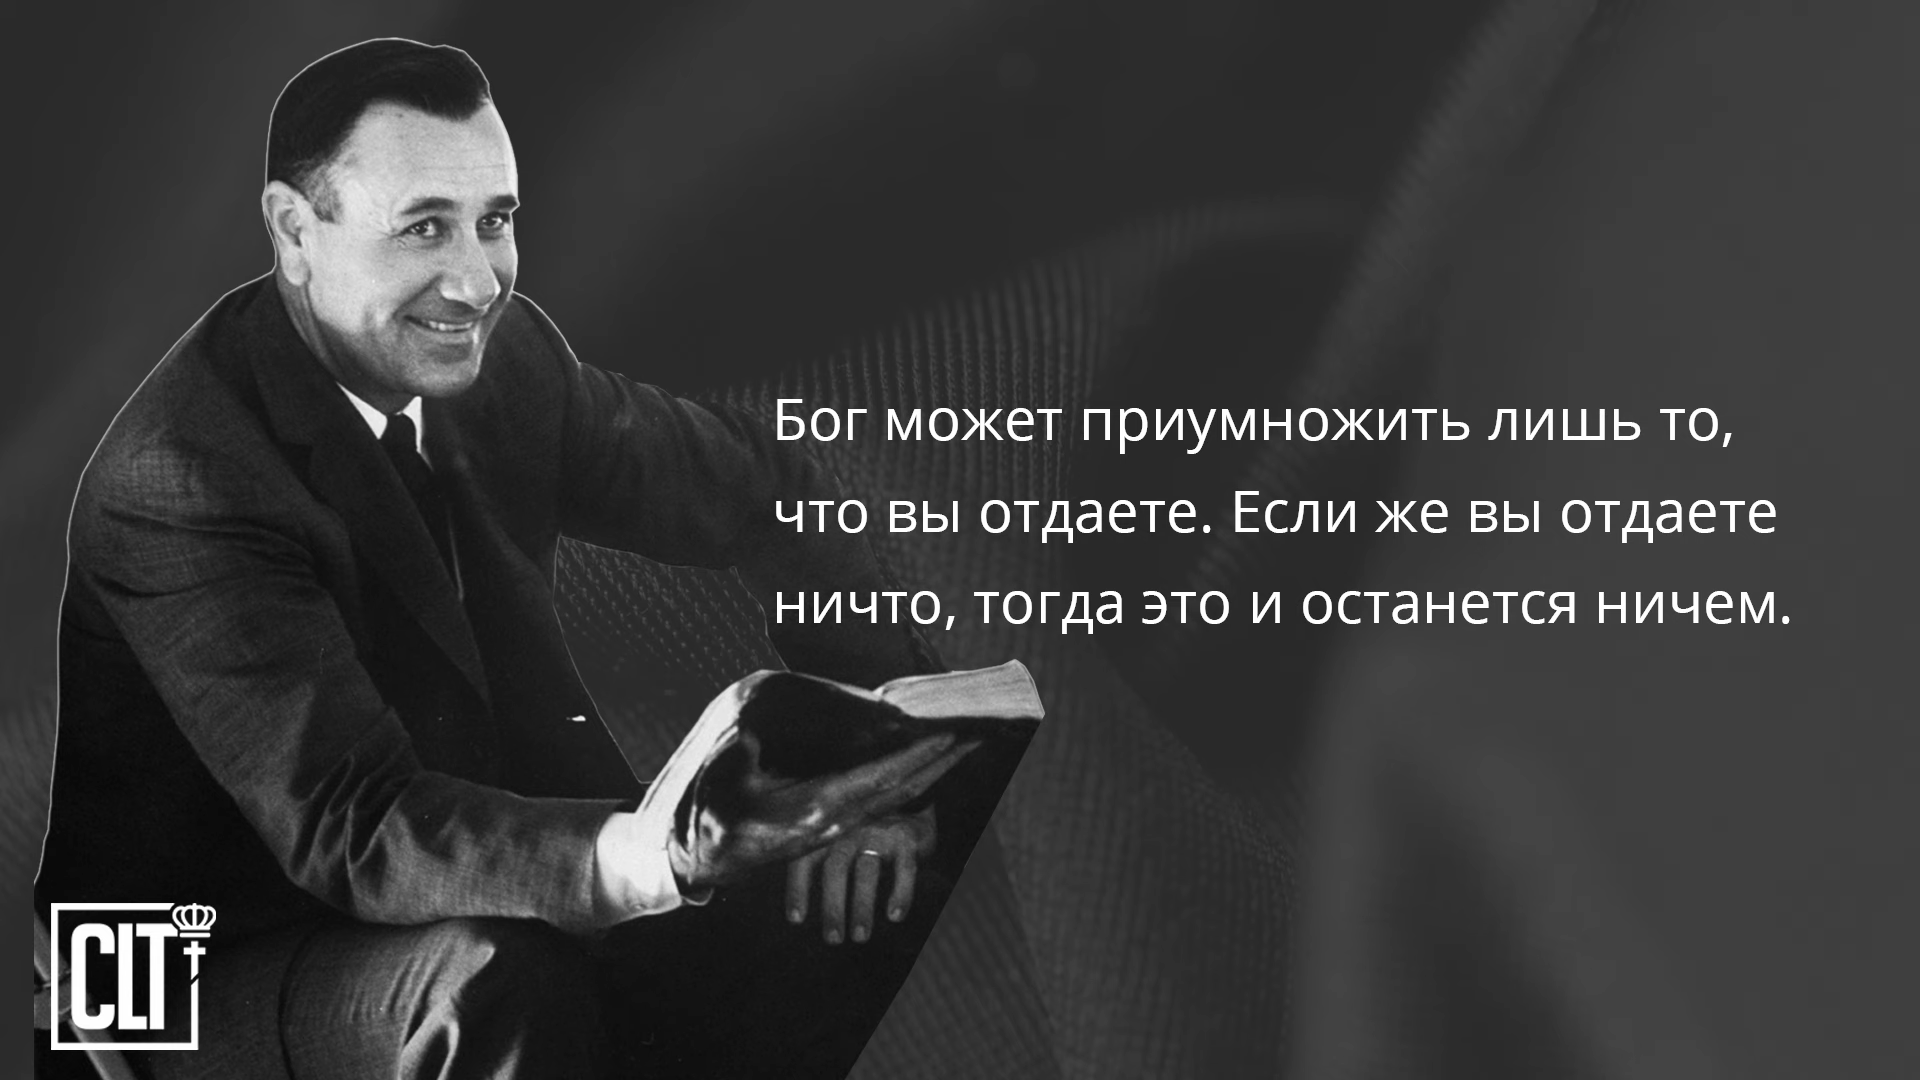 Бог может приумножить лишь то,
что вы отдаете. Если же вы отдаете
ничто, тогда это и останется ничем.
CLT